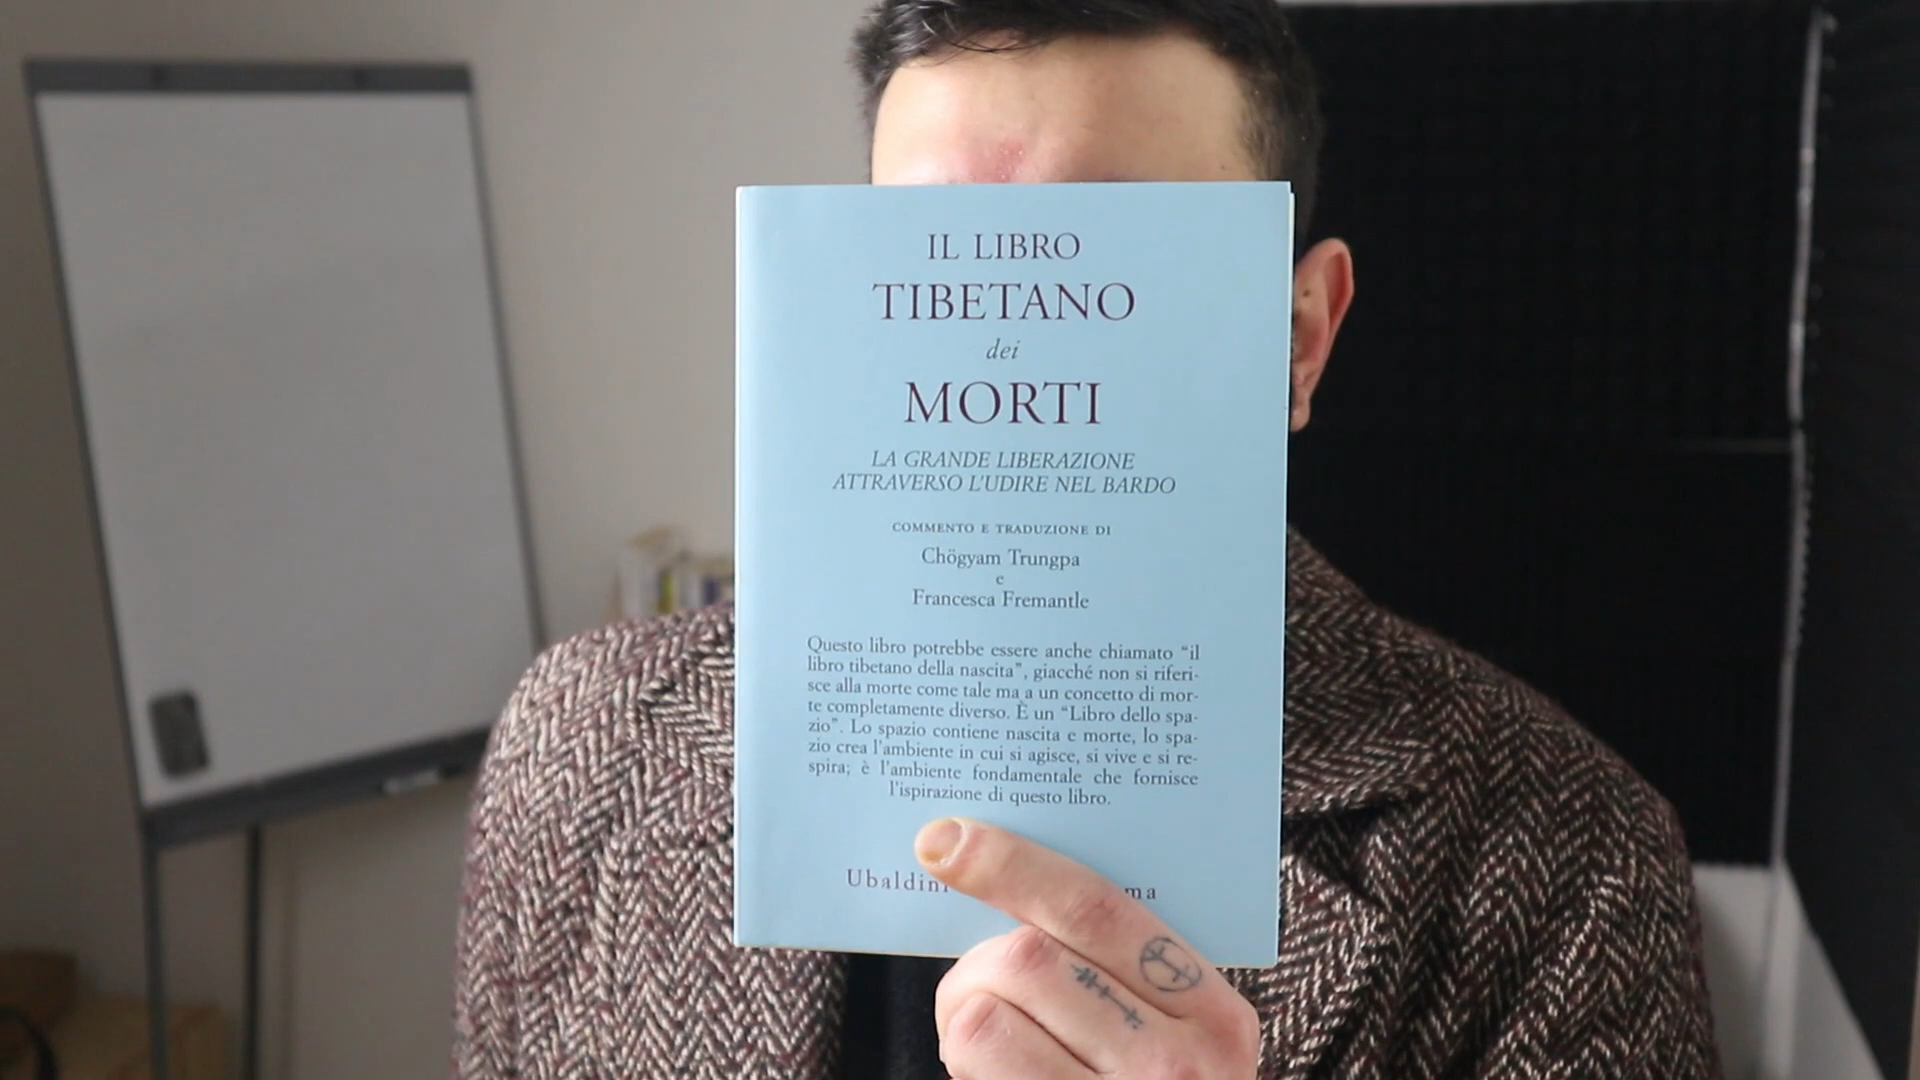 IL LIBRO
TIBETANO
dei
MORTI
LA GRANDE LIBERAZIONE
ATTRAVERSO L'UDIRE NEL BARDO
COMMENTO E TRADUZIONE DI
Chögyam Trungpa
e
Francesca Fremantle
Questo libro potrebbe essere anche chiamato “il
libro tibetano della nascita”, giacché non si riferi-
sce alla morte come tale ma a un concetto di mor-
te completamente diverso. È un “Libro dello spa-
zio”. Lo spazio contiene nascita e morte, lo spa-
zio crea l'ambiente in cui si agisce, si vive e si re-
spira; è l'ambiente fondamentale che fornisce
l'ispirazione di questo libro.
Ubaldini